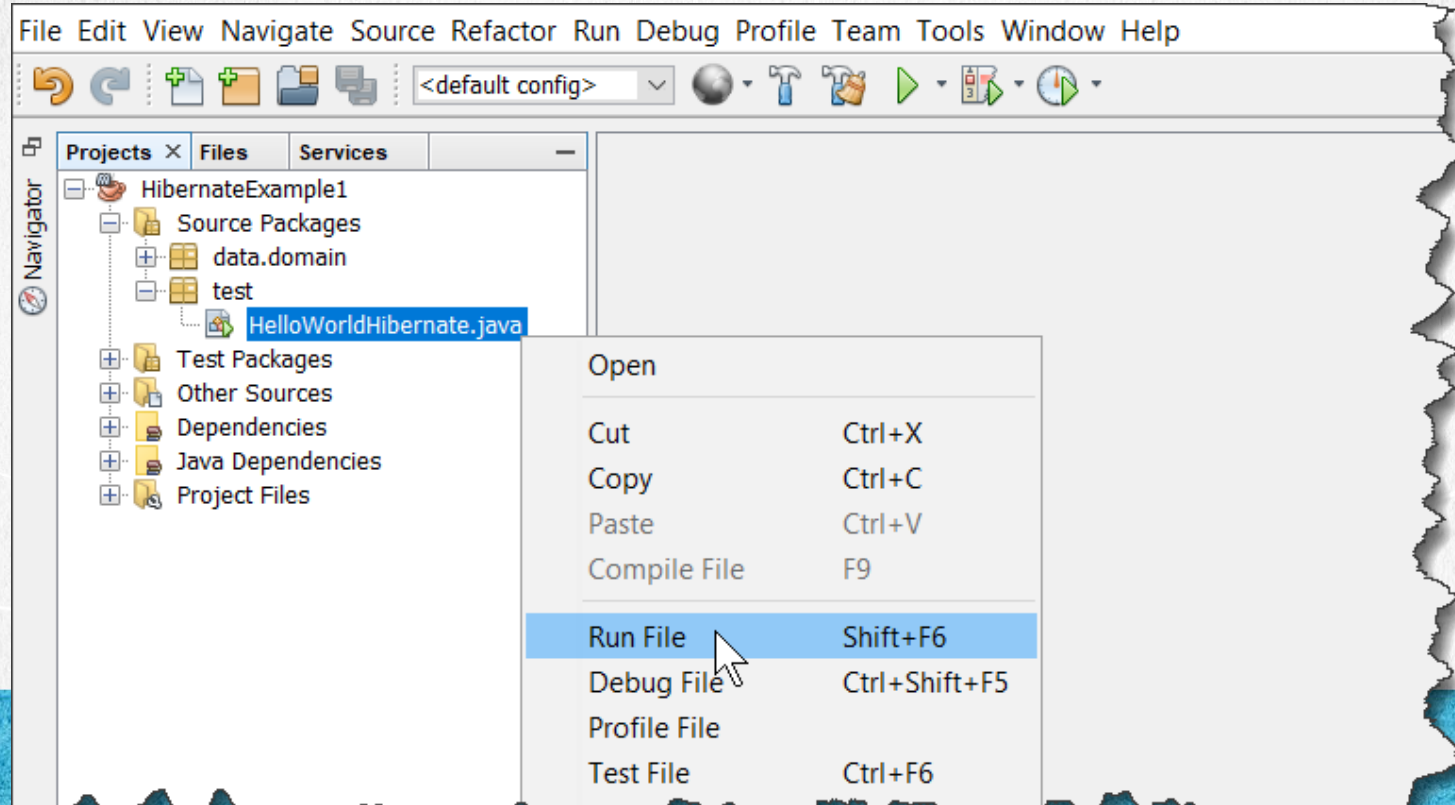 File Edit View Navigate Source Refactor Run Debug Profile Team Tools Window Help
<default config>
Projects Files Services
Navigator
HibernateExample1
Source Packages
data.domain
test
HelloWorldHibernate.java
Test Packages
Other Sources
Dependencies
Java Dependencies
Project Files
Open
Cut Ctrl+X
Copy Ctrl+C
Paste Ctrl+V
Compile File F9
Run File Shift+F6
Debug File Ctrl+Shift+F5
Profile File
Test File Ctrl+F6